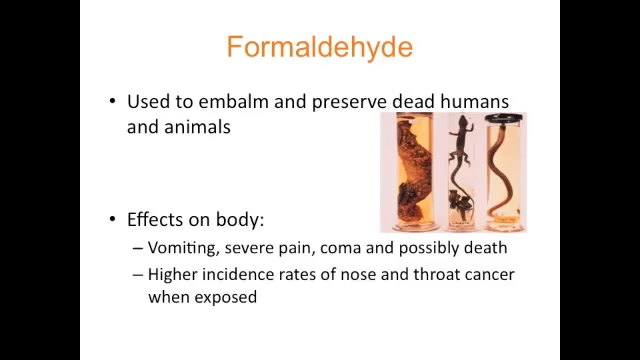 Formaldehyde
• Used to embalm and preserve dead humans
and animals
• Effects on body:
– Vomiting, severe pain, coma and possibly death
– Higher incidence rates of nose and throat cancer
when exposed